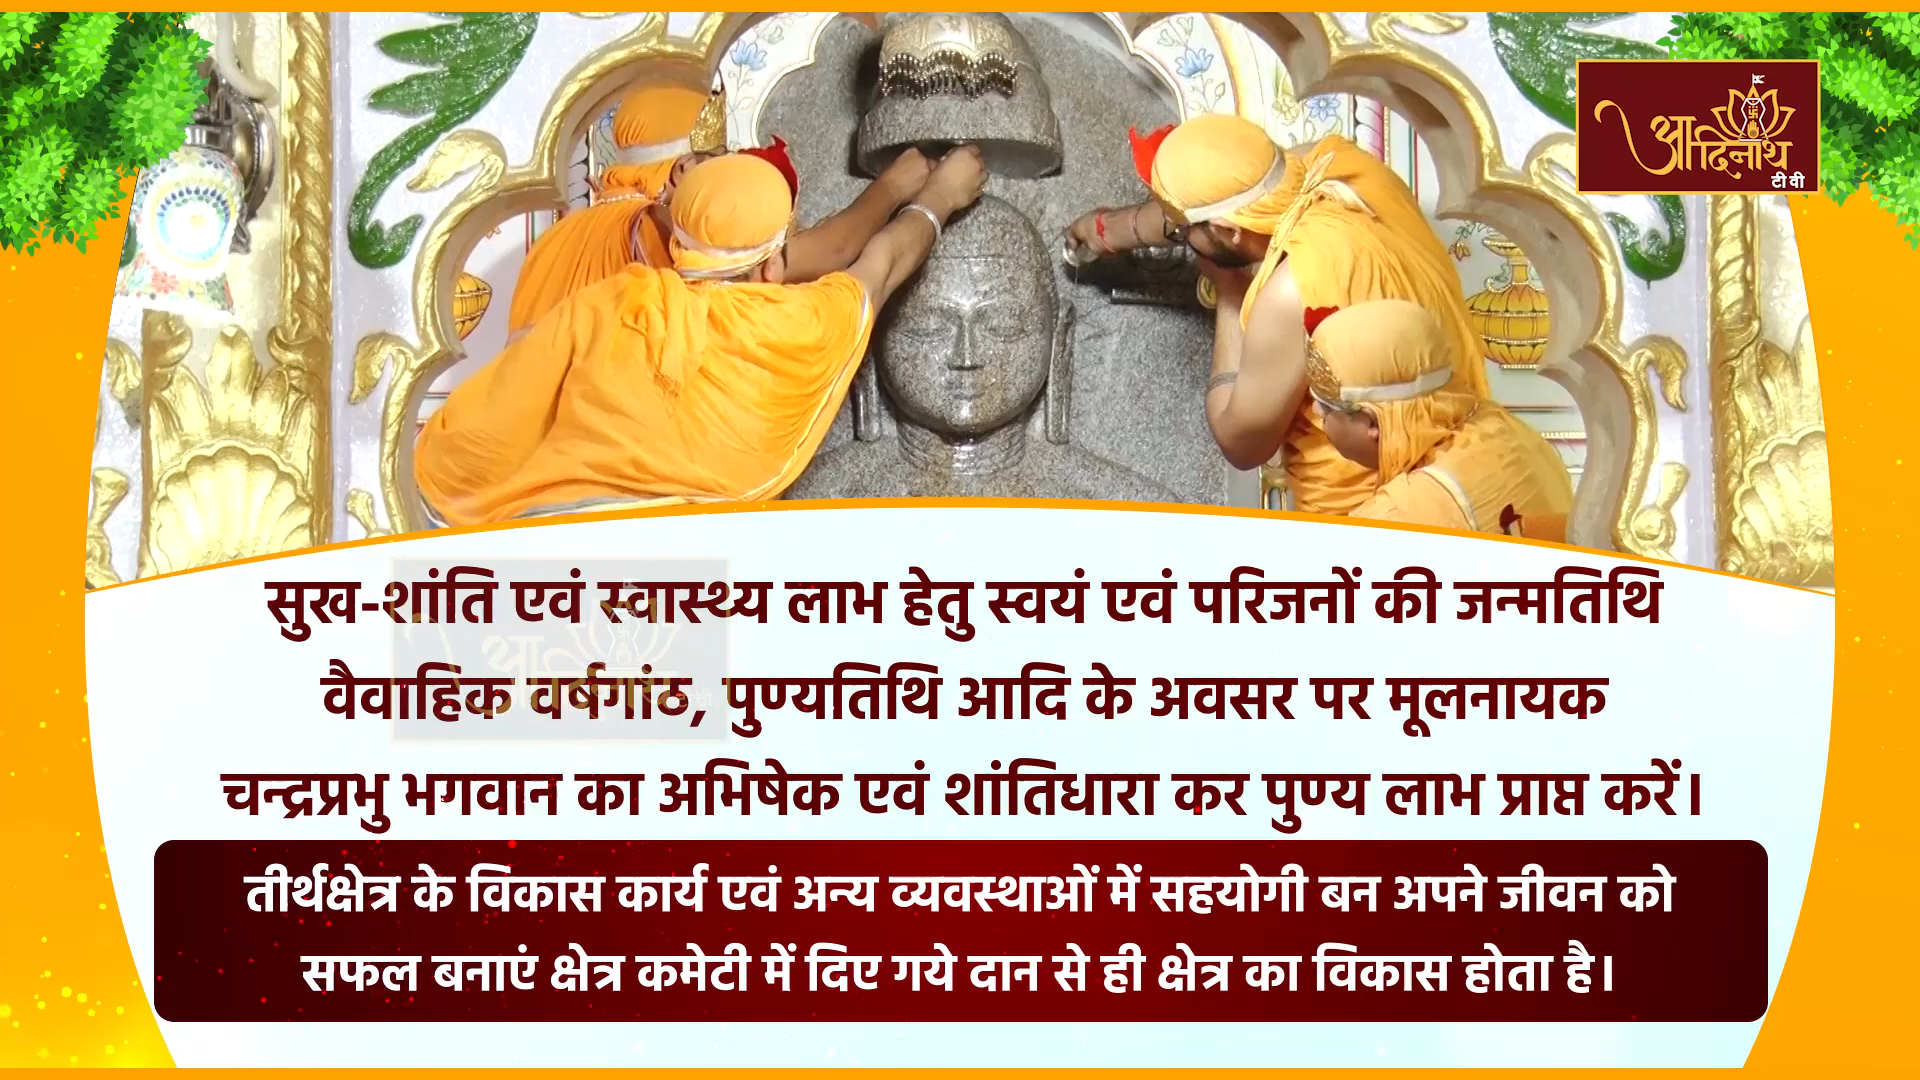 आदिनाथ
टी वी
सुख-शांति एवं स्वास्थ्य लाभ हेतु स्वयं एवं परिजनों की जन्मतिथि
वैवाहिक वर्षगांठ, पुण्यतिथि आदि के अवसर पर मूलनायक
चन्द्रप्रभु भगवान का अभिषेक एवं शांतिधारा कर पुण्य लाभ प्राप्त करें।
तीर्थक्षेत्र के विकास कार्य एवं अन्य व्यवस्थाओं में सहयोगी बन अपने जीवन को
सफल बनाएं क्षेत्र कमेटी में दिए गये दान से ही क्षेत्र का विकास होता है।